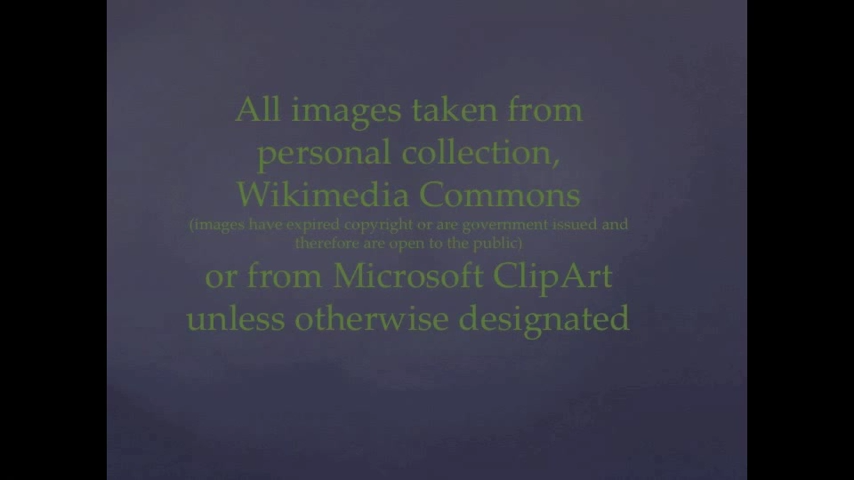 All images taken from
personal collection,
Wikimedia Commons
(images have expired copyright or are government issued and
therefore are open to the public)
or from Microsoft ClipArt
unless otherwise designated